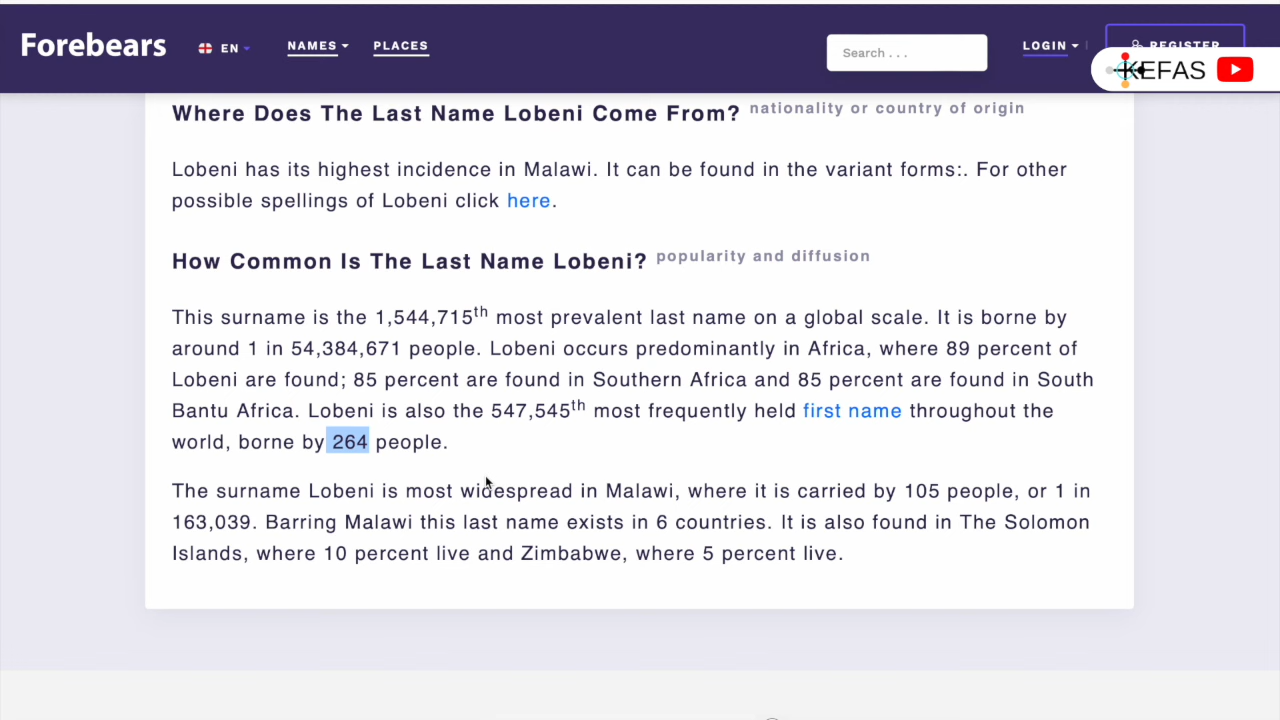 Forebears EN NAMES PLACES Search . . . LOGIN REGISTER
KEFAS
Where Does The Last Name Lobeni Come From? nationality or country of origin
Lobeni has its highest incidence in Malawi. It can be found in the variant forms:. For other
possible spellings of Lobeni click here.
How Common Is The Last Name Lobeni? popularity and diffusion
This surname is the 1,544,715th most prevalent last name on a global scale. It is borne by
around 1 in 54,384,671 people. Lobeni occurs predominantly in Africa, where 89 percent of
Lobeni are found; 85 percent are found in Southern Africa and 85 percent are found in South
Bantu Africa. Lobeni is also the 547,545th most frequently held first name throughout the
world, borne by 264 people.
The surname Lobeni is most widespread in Malawi, where it is carried by 105 people, or 1 in
163,039. Barring Malawi this last name exists in 6 countries. It is also found in The Solomon
Islands, where 10 percent live and Zimbabwe, where 5 percent live.